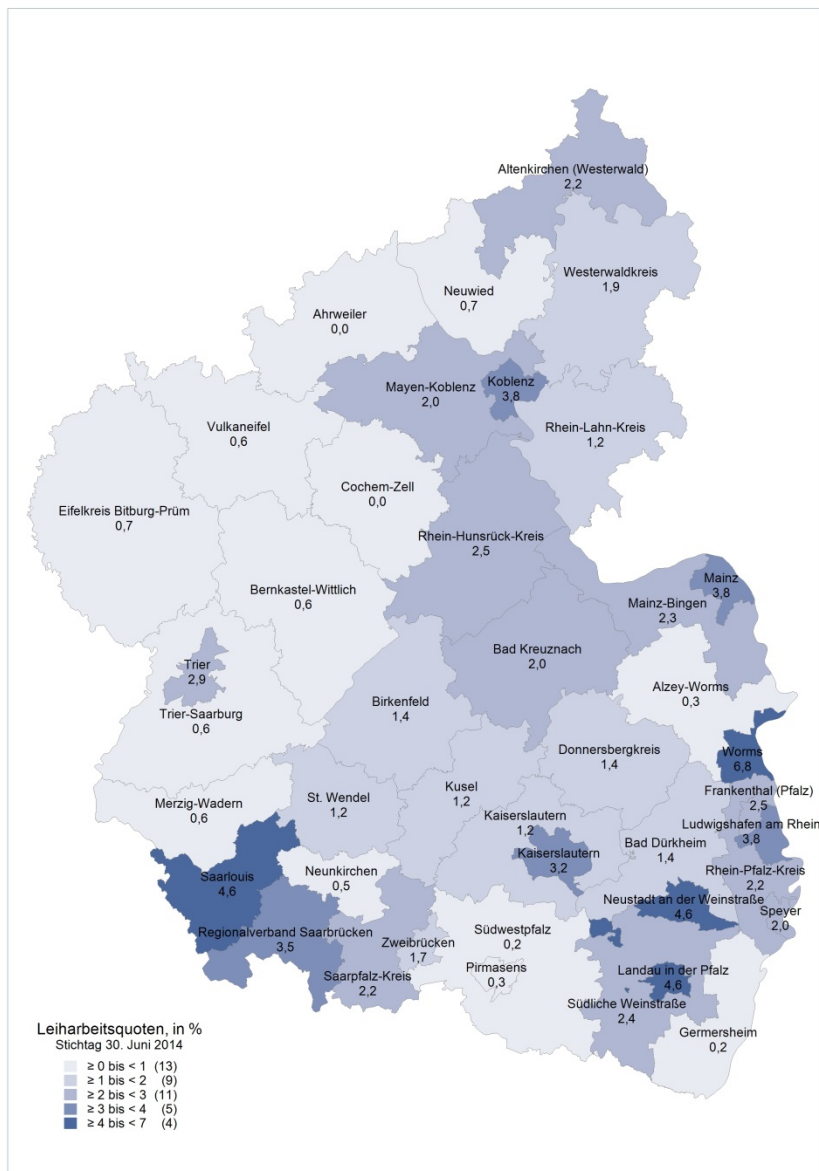 Altenkirchen (Westerwald)
2,2
Westerwaldkreis
1,9
Neuwied
0,7
Ahrweiler
0,0
Koblenz
3,8
Mayen-Koblenz
2,0
Vulkaneifel
0,6
Rhein-Lahn-Kreis
1,2
Cochem-Zell
0,0
Eifelkreis Bitburg-Prüm
0,7
Rhein-Hunsrück-Kreis
2,5
Mainz
3,8
Bernkastel-Wittlich
0,6
Mainz-Bingen
2,3
Bad Kreuznach
2,0
Trier
2,9
Alzey-Worms
0,3
Birkenfeld
1,4
Trier-Saarburg
0,6
Donnersbergkreis
1,4
Worms
6,8
Kusel
1,2
Frankenthal (Pfalz)
2,5
St. Wendel
1,2
Merzig-Wadern
0,6
Kaiserslautern
1,2
Ludwigshafen am Rhein
3,8
Bad Dürkheim
1,4
Kaiserslautern
3,2
Rhein-Pfalz-Kreis
2,2
Saarlouis
4,6
Neunkirchen
0,5
Neustadt an der Weinstraße
4,6
Speyer
2,0
Südwestpfalz
0,2
Regionalverband Saarbrücken
3,5
Zweibrücken
1,7
Pirmasens
0,3
Landau in der Pfalz
4,6
Saarpfalz-Kreis
2,2
Südliche Weinstraße
2,4
Germersheim
0,2
Leiharbeitsquoten, in %
Stichtag 30. Juni 2014
≥ 0 bis < 1 (13)
≥ 1 bis < 2 (9)
≥ 2 bis < 3 (11)
≥ 3 bis < 4 (5)
≥ 4 bis < 7 (4)